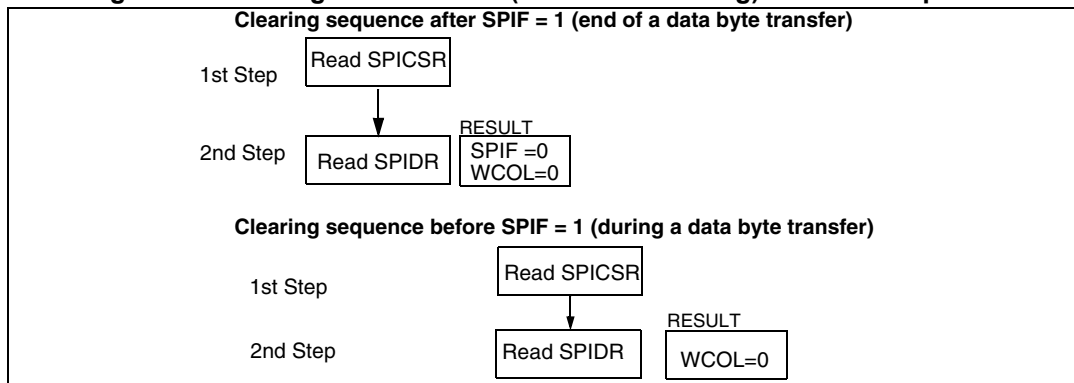 Clearing sequence after SPIF = 1 (end of a data byte transfer)
1st Step
Read SPICSR
RESULT
2nd Step
Read SPIDR
SPIF =0
WCOL=0
Clearing sequence before SPIF = 1 (during a data byte transfer)
1st Step
Read SPICSR
RESULT
2nd Step
Read SPIDR
WCOL=0